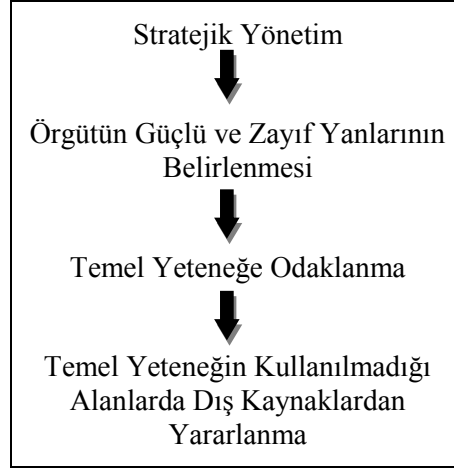 Stratejik Yönetim
Örgütün Güçlü ve Zayıf Yanlarının
Belirlenmesi
Temel Yeteneğe Odaklanma
Temel Yeteneğin Kullanılmadığı
Alanlarda Dış Kaynaklardan
Yararlanma